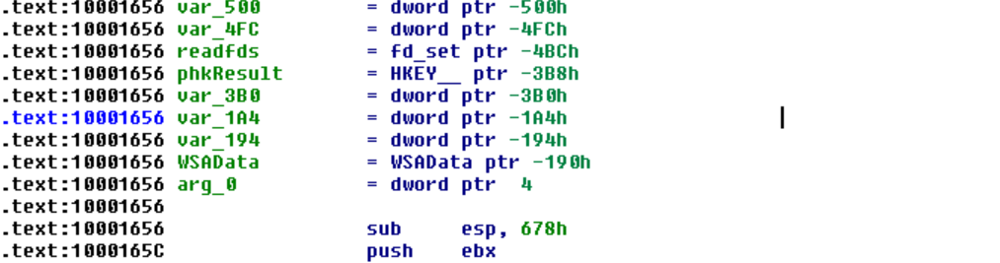 .text:10001656 var_500 = dword ptr -500h
.text:10001656 var_4FC = dword ptr -4FCh
.text:10001656 readfds = fd_set ptr -4BCh
.text:10001656 phkResult = HKEY__ ptr -3B8h
.text:10001656 var_3B0 = dword ptr -3B0h
.text:10001656 var_1A4 = dword ptr -1A4h
.text:10001656 var_194 = dword ptr -194h
.text:10001656 WSAData = WSAData ptr -190h
.text:10001656 arg_0 = dword ptr 4
.text:10001656
.text:10001656 sub esp, 678h
.text:1000165C push ebx